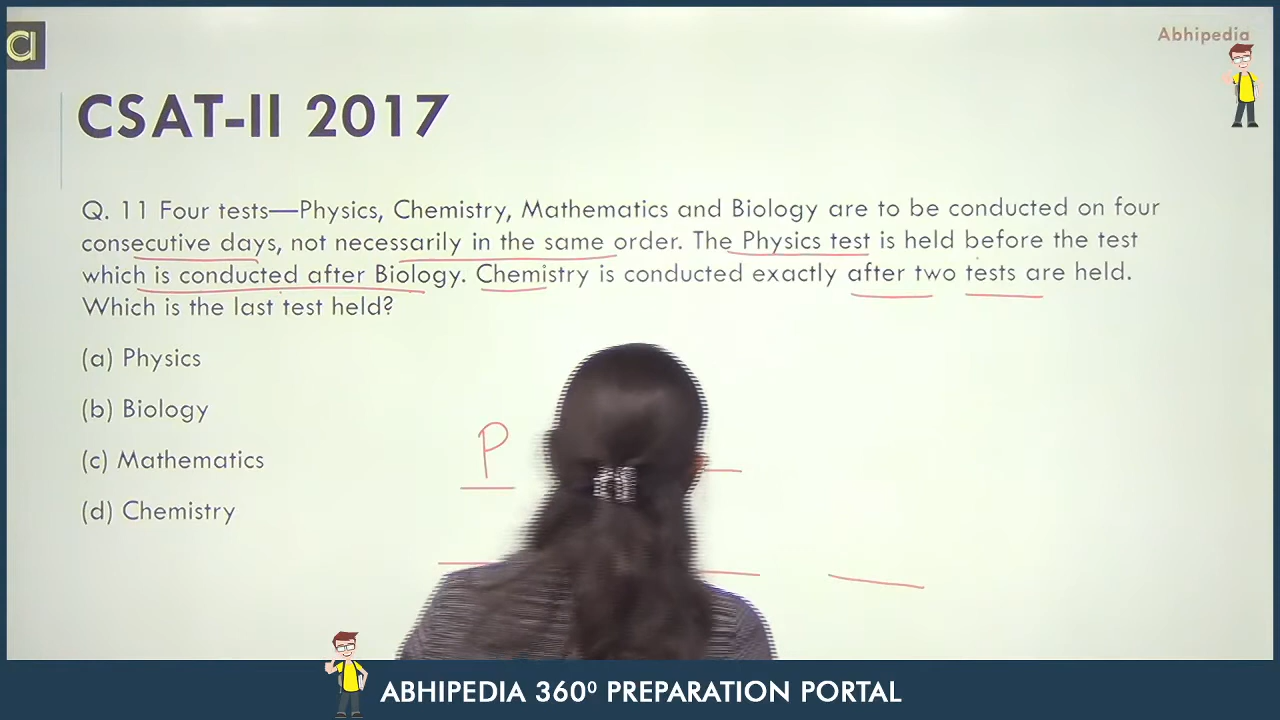 Abhipedia
CSAT-II 2017
Q. 11 Four tests—Physics, Chemistry, Mathematics and Biology are to be conducted on four
consecutive days, not necessarily in the same order. The Physics test is held before the test
which is conducted after Biology. Chemistry is conducted exactly after two tests are held.
Which is the last test held?
(a) Physics
(b) Biology
(c) Mathematics
(d) Chemistry
P
ABHIPEDIA 360⁰ PREPARATION PORTAL